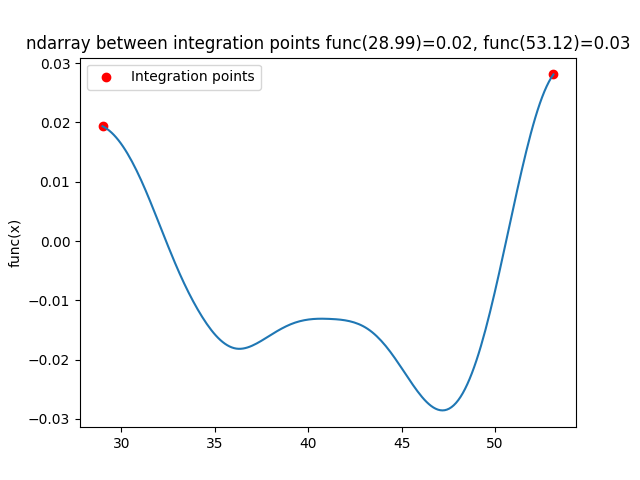 ndarray between integration points func(28.99)=0.02, func(53.12)=0.03
Integration points
func(x)
0.03
0.02
0.01
0.00
−0.01
−0.02
−0.03
30 35 40 45 50